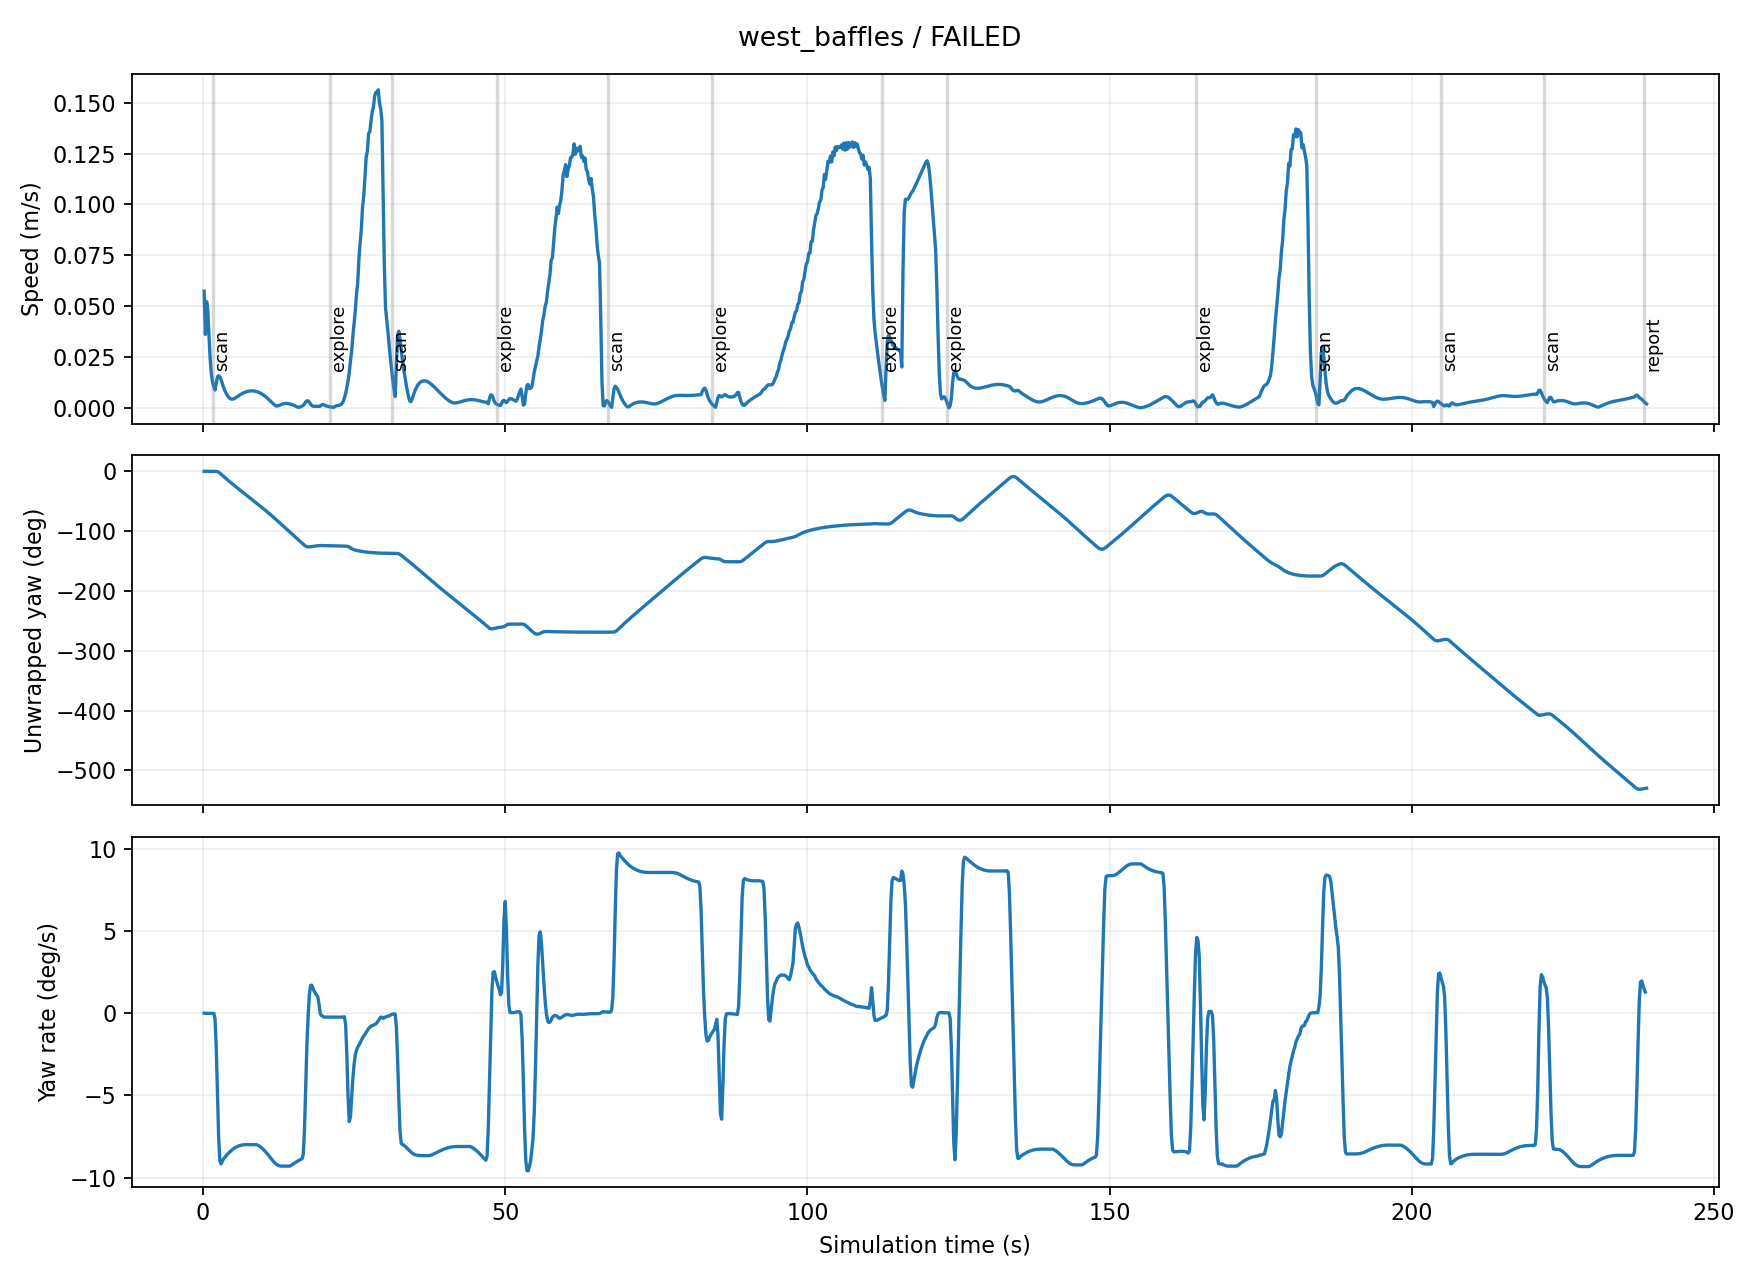 west_baffles / FAILED
Speed (m/s)
0.150
0.125
0.100
0.075
0.050
0.025
0.000
scan
explore
scan
explore
scan
explore
explore
explore
explore
scan
scan
scan
report
Unwrapped yaw (deg)
0
−100
−200
−300
−400
−500
Yaw rate (deg/s)
10
5
0
−5
−10
0
50
100
150
200
250
Simulation time (s)